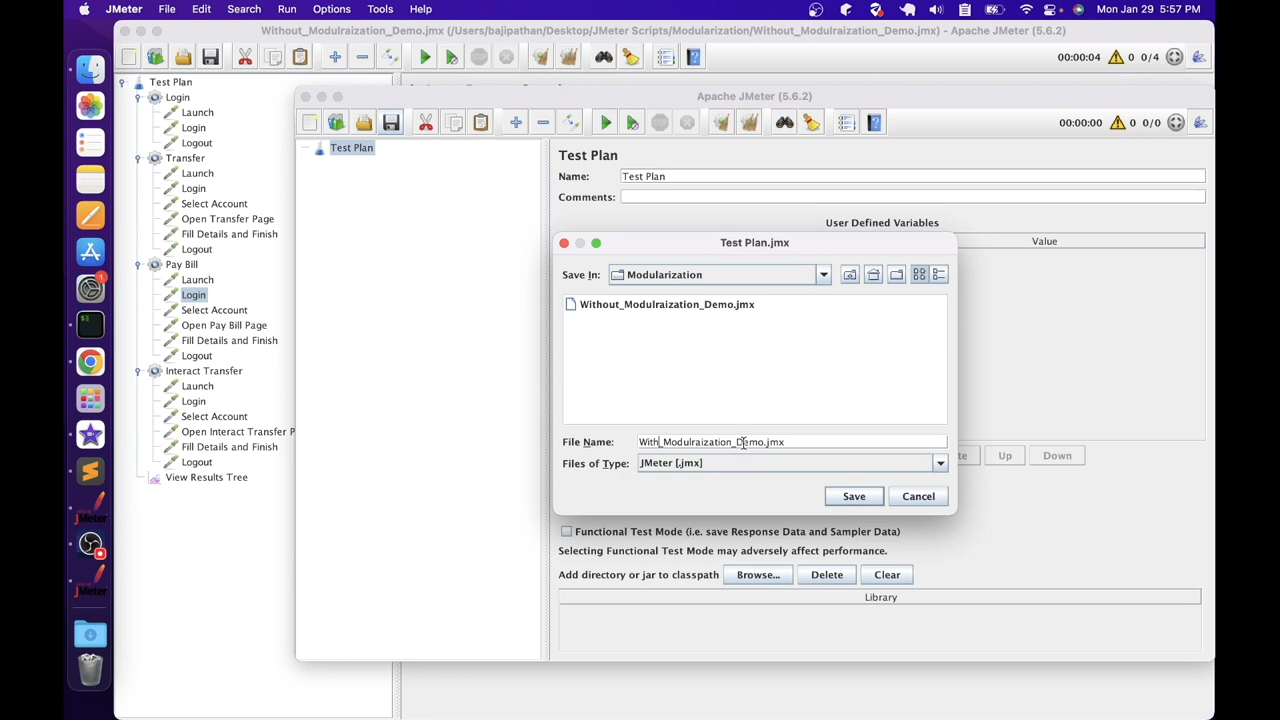 JMeter File Edit Search Run Options Tools Help Mon Jan 29 5:57 PM
Without_Modulraization_Demo.jmx (/Users/bajipathan/Desktop/JMeter Scripts/Modularization/Without_Modulraization_Demo.jmx) - Apache JMeter (5.6.2)
00:00:04 0 0/4
Test Plan
Login
Launch
Login
Logout
Transfer
Launch
Login
Select Account
Open Transfer Page
Fill Details and Finish
Logout
Pay Bill
Launch
Login
Select Account
Open Pay Bill Page
Fill Details and Finish
Logout
Interact Transfer
Launch
Login
Select Account
Open Interact Transfer P
Fill Details and Finish
Logout
View Results Tree
Apache JMeter (5.6.2)
00:00:00 0 0/0
Test Plan
Test Plan
Name: Test Plan
Comments:
User Defined Variables
Value
Test Plan.jmx
Save In: Modularization
Without_Modulraization_Demo.jmx
File Name: With_Modulraization_Demo.jmx
Files of Type: JMeter [.jmx]
Save Cancel
te Up Down
Functional Test Mode (i.e. save Response Data and Sampler Data)
Selecting Functional Test Mode may adversely affect performance.
Add directory or jar to classpath Browse... Delete Clear
Library
JMeter
JMeter
1